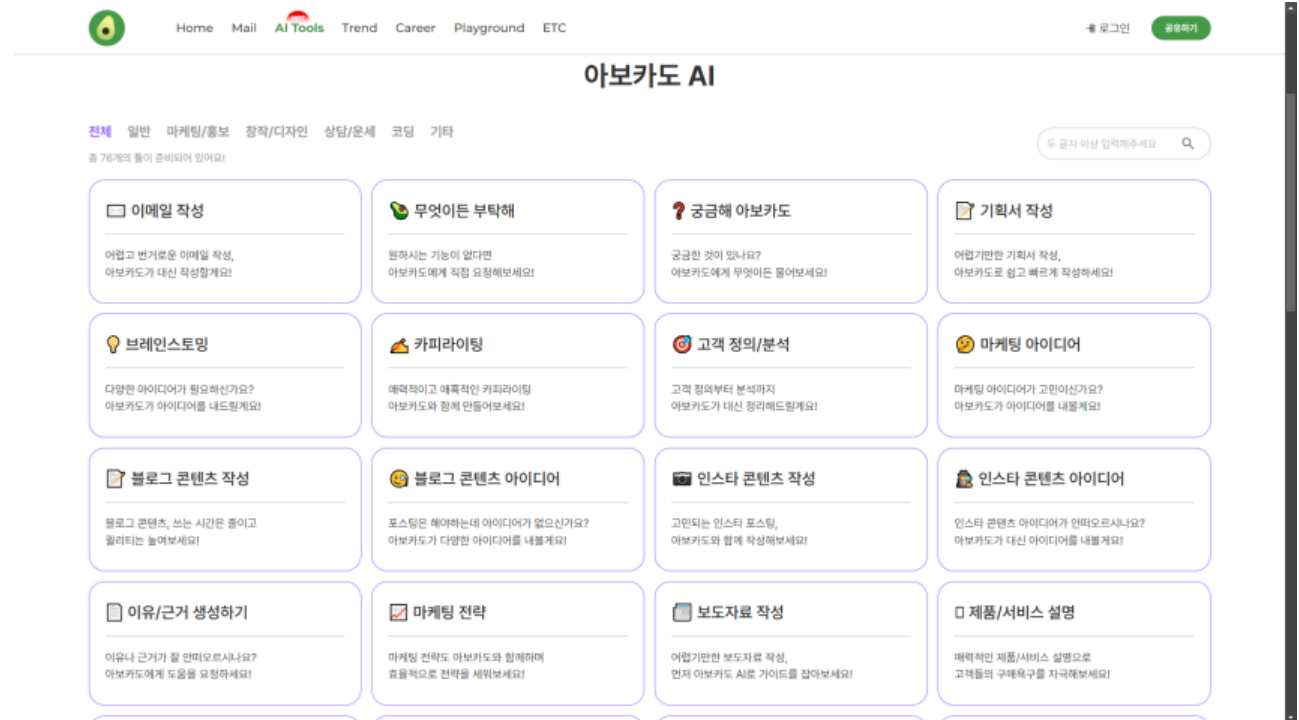 Home Mail AI Tools Trend Career Playground ETC 로그인 공유하기
아보카도 AI
전체 일반 마케팅/홍보 창작/디자인 상담/운세 코딩 기타
총 76개의 툴이 준비되어 있어요!
두 글자 이상 입력해주세요
이메일 작성
어렵고 번거로운 이메일 작성,
아보카도가 대신 작성할게요!
무엇이든 부탁해
원하시는 기능이 없다면
아보카도에게 직접 요청해보세요!
궁금해 아보카도
궁금한 것이 있나요?
아보카도에게 무엇이든 물어보세요!
기획서 작성
어렵기만한 기획서 작성,
아보카도로 쉽고 빠르게 작성하세요!
브레인스토밍
다양한 아이디어가 필요하신가요?
아보카도가 아이디어를 내드릴게요!
카피라이팅
매력적이고 매혹적인 카피라이팅
아보카도와 함께 만들어보세요!
고객 정의/분석
고객 정의부터 분석까지
아보카도가 대신 정리해드릴게요!
마케팅 아이디어
마케팅 아이디어가 고민이신가요?
아보카도가 아이디어를 내볼게요!
블로그 콘텐츠 작성
블로그 콘텐츠, 쓰는 시간은 줄이고
퀄리티는 높여보세요!
블로그 콘텐츠 아이디어
포스팅은 해야하는데 아이디어가 없으신가요?
아보카도가 다양한 아이디어를 내볼게요!
인스타 콘텐츠 작성
고민되는 인스타 포스팅,
아보카도와 함께 작성해보세요!
인스타 콘텐츠 아이디어
인스타 콘텐츠 아이디어가 안떠오르시나요?
아보카도가 대신 아이디어를 내볼게요!
이유/근거 생성하기
이유나 근거가 잘 안떠오르시나요?
아보카도에게 도움을 요청하세요!
마케팅 전략
마케팅 전략도 아보카도와 함께하며
효율적으로 전략을 세워보세요!
보도자료 작성
어렵기만한 보도자료 작성,
먼저 아보카도 AI로 가이드를 잡아보세요!
제품/서비스 설명
매력적인 제품/서비스 설명으로
고객들의 구매욕구를 자극해보세요!